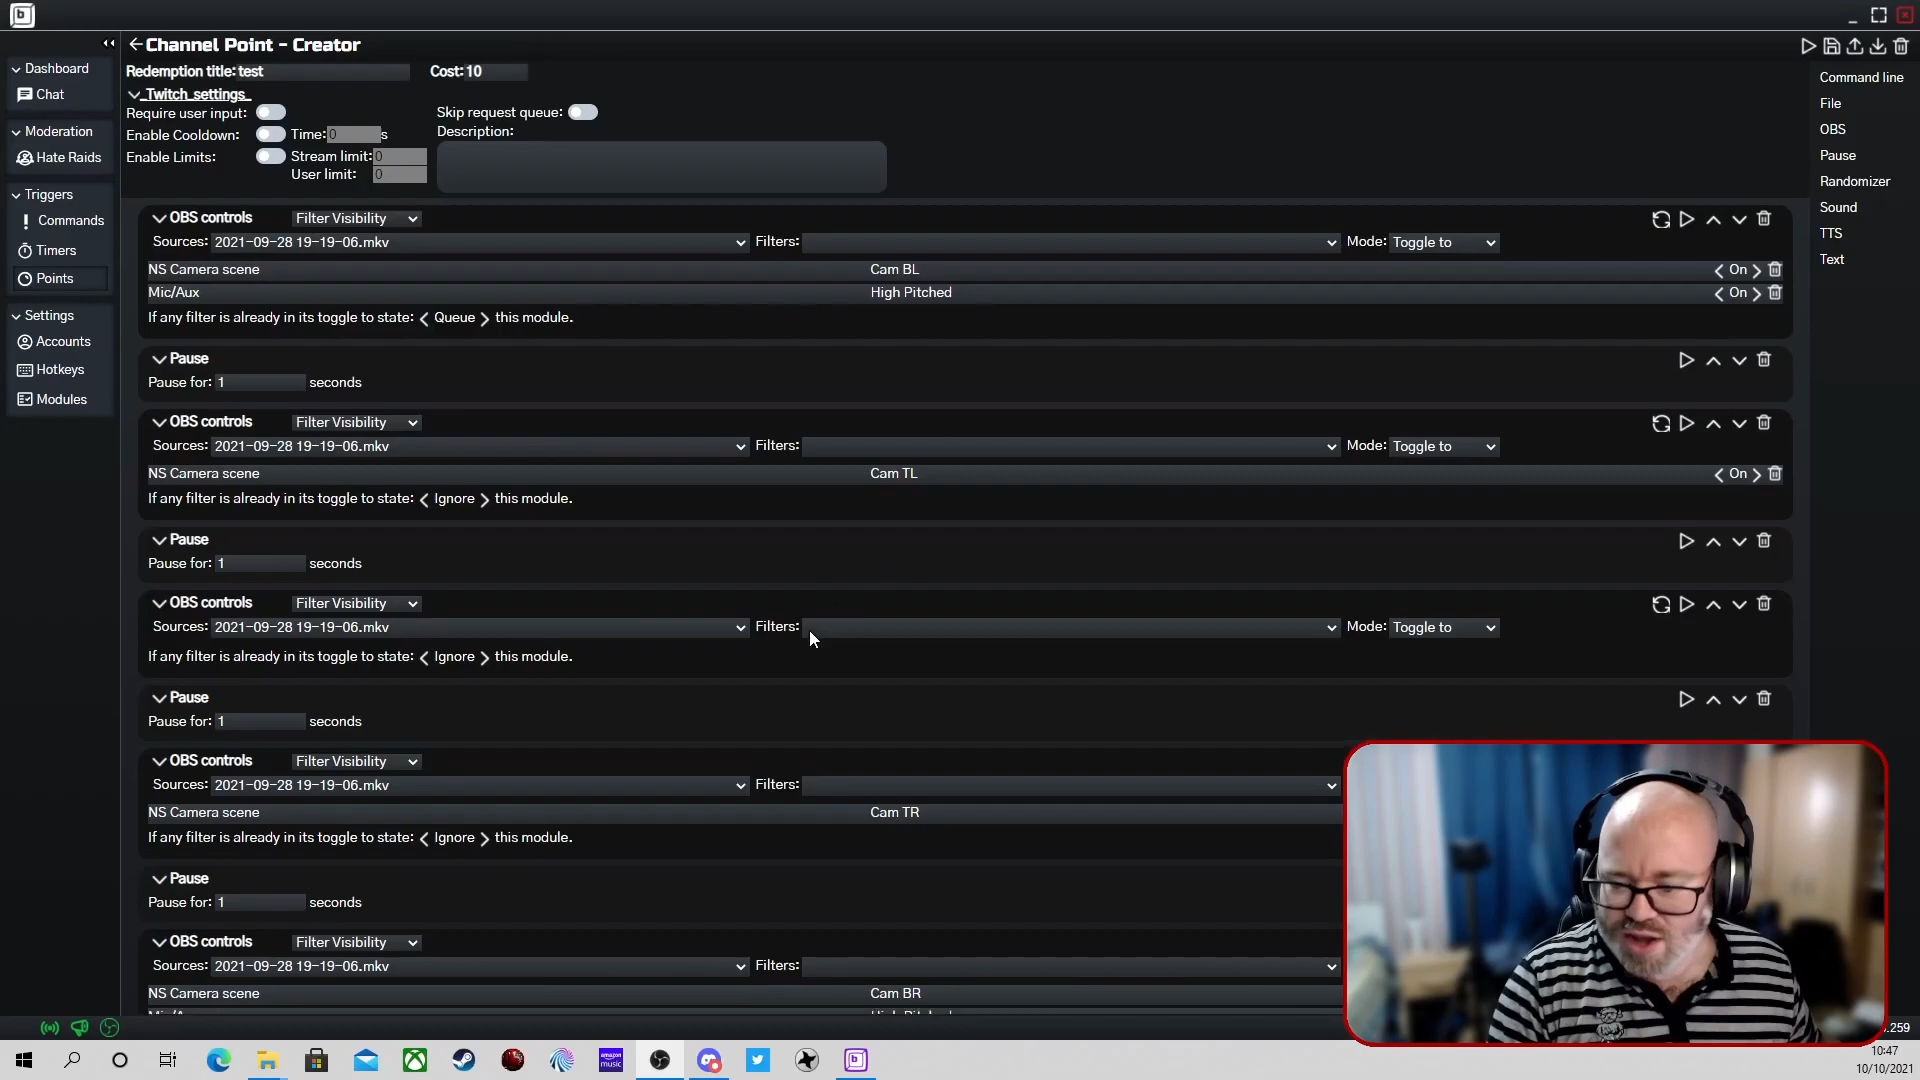 Channel Point - Creator
Redemption title: test Cost: 10
Twitch_settings_
Require user input: Skip request queue:
Enable Cooldown: Time: 0 s Description:
Enable Limits: Stream limit: 0
User limit: 0
Dashboard
Chat
Moderation
Hate Raids
Triggers
Commands
Timers
Points
Settings
Accounts
Hotkeys
Modules
OBS controls Filter Visibility
Sources: 2021-09-28 19-19-06.mkv Filters: Mode: Toggle to
NS Camera scene Cam BL On
Mic/Aux High Pitched On
If any filter is already in its toggle to state: < Queue > this module.
Pause
Pause for: 1 seconds
OBS controls Filter Visibility
Sources: 2021-09-28 19-19-06.mkv Filters: Mode: Toggle to
NS Camera scene Cam TL On
If any filter is already in its toggle to state: < Ignore > this module.
Pause
Pause for: 1 seconds
OBS controls Filter Visibility
Sources: 2021-09-28 19-19-06.mkv Filters: Mode: Toggle to
If any filter is already in its toggle to state: < Ignore > this module.
Pause
Pause for: 1 seconds
OBS controls Filter Visibility
Sources: 2021-09-28 19-19-06.mkv Filters:
NS Camera scene Cam TR
If any filter is already in its toggle to state: < Ignore > this module.
Pause
Pause for: 1 seconds
OBS controls Filter Visibility
Sources: 2021-09-28 19-19-06.mkv Filters:
NS Camera scene Cam BR
Command line
File
OBS
Pause
Randomizer
Sound
TTS
Text
.259
amazon music
10:47
10/10/2021